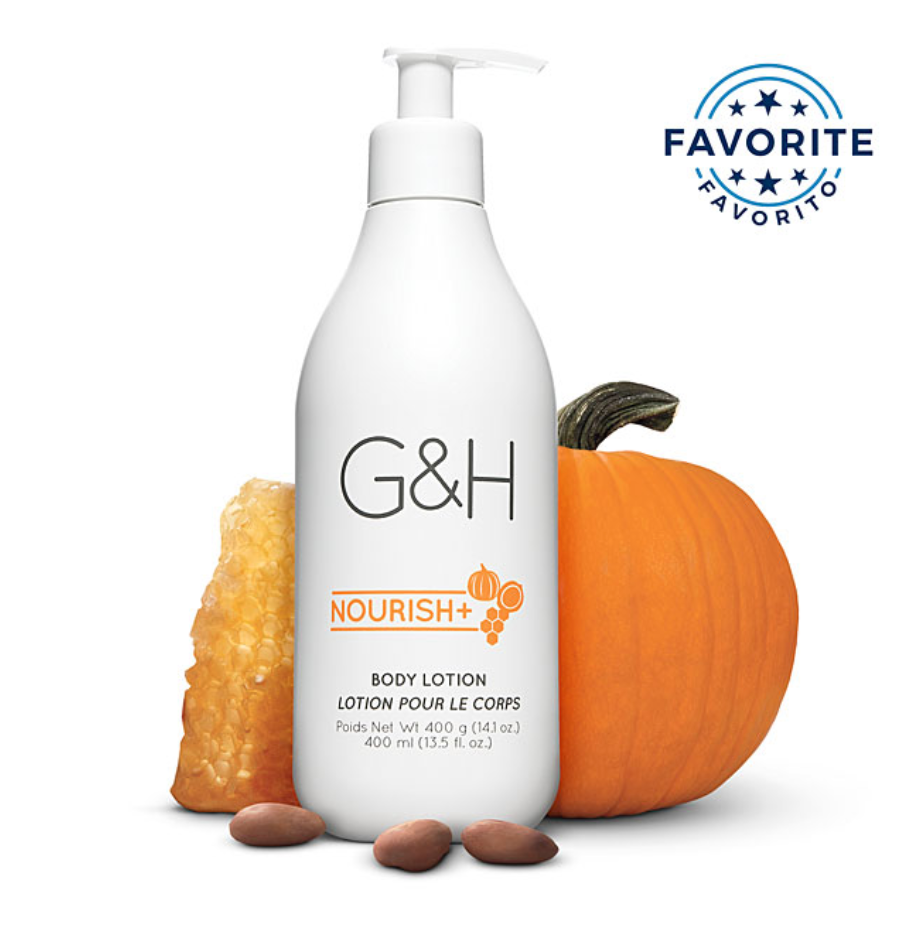 FAVORITE
FAVORITO
G&H
NOURISH+
BODY LOTION
LOTION POUR LE CORPS
Poids Net Wt 400 g (14.1 oz.)
400 ml (13.5 fl. oz.)